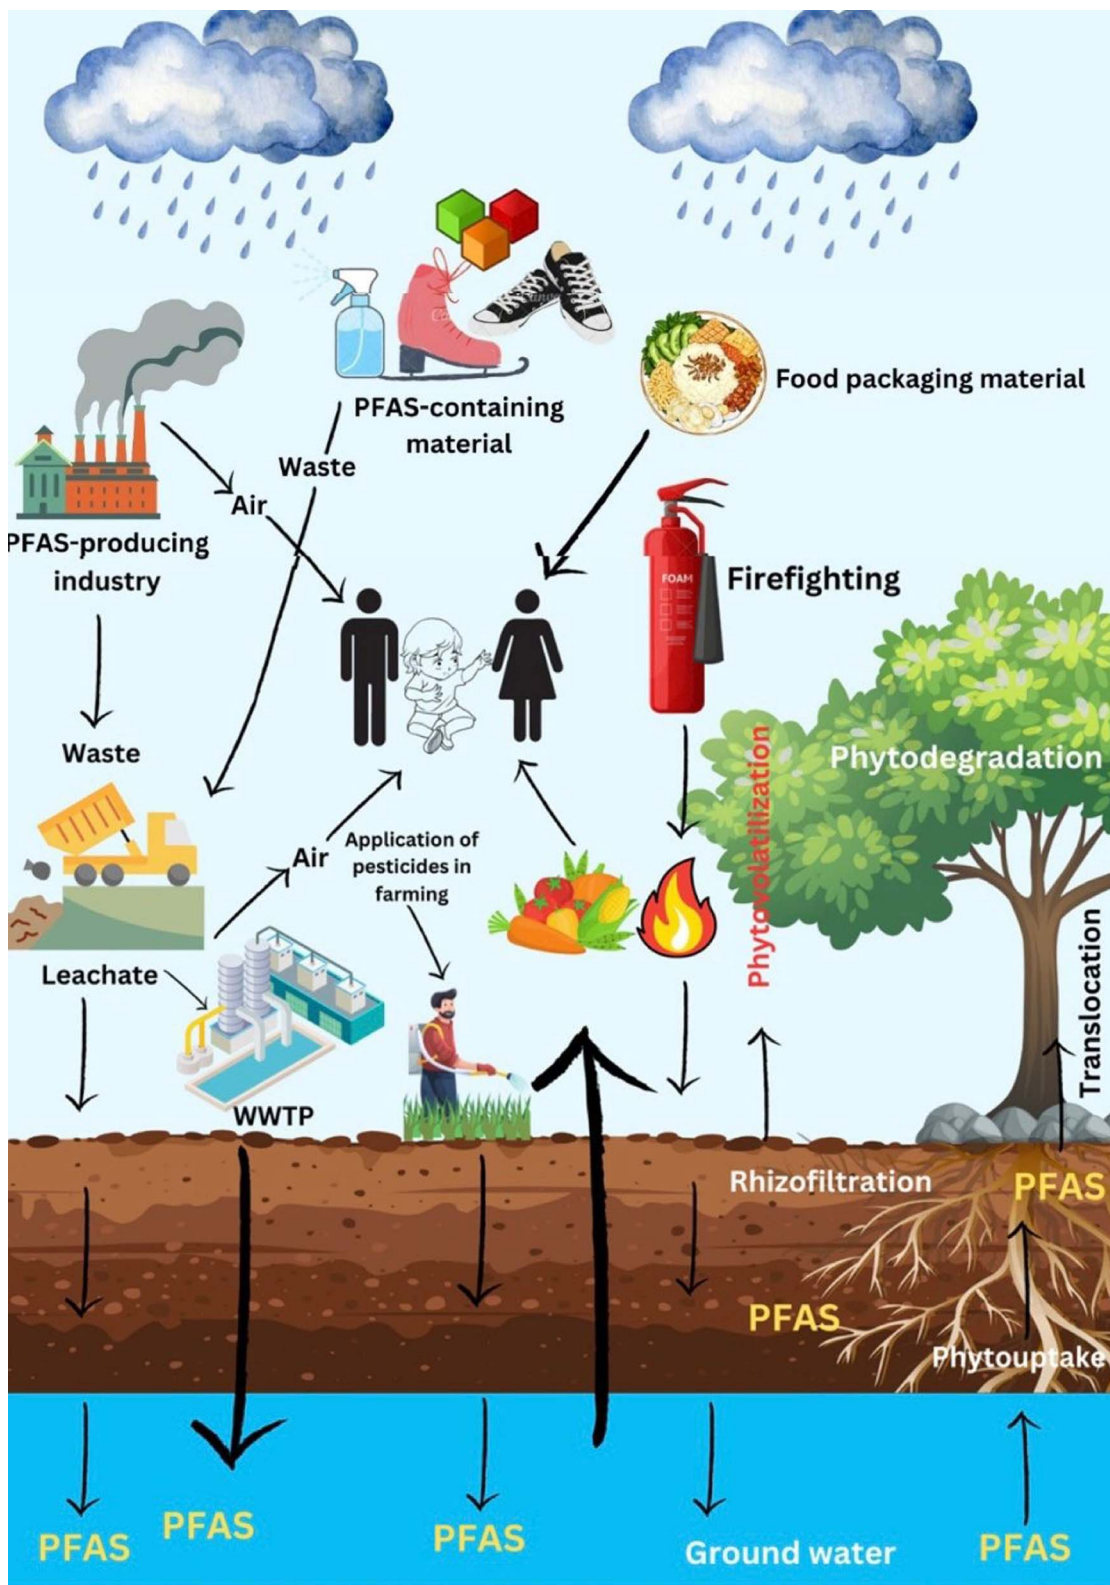 PFAS-containing
material
Food packaging material
Waste
Air
PFAS-producing
industry
FOAM
Firefighting
Waste
Phytovolatilization
Phytodegradation
Air
Application of
pesticides in
farming
Translocation
Leachate
WWTP
Rhizofiltration
PFAS
PFAS
Phytouptake
PFAS
PFAS
PFAS
Ground water
PFAS